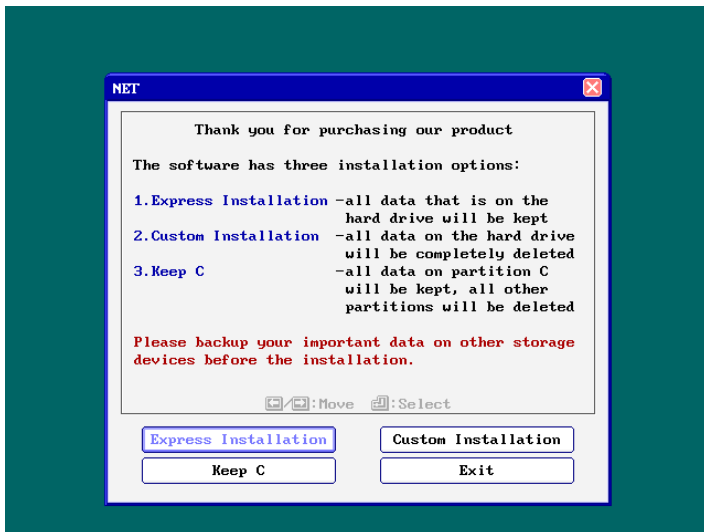 NET
Thank you for purchasing our product
The software has three installation options:
1.Express Installation -all data that is on the
hard drive will be kept
2.Custom Installation -all data on the hard drive
will be completely deleted
3.Keep C -all data on partition C
will be kept, all other
partitions will be deleted
Please backup your important data on other storage
devices before the installation.
/ :Move :Select
Express Installation Custom Installation
Keep C Exit